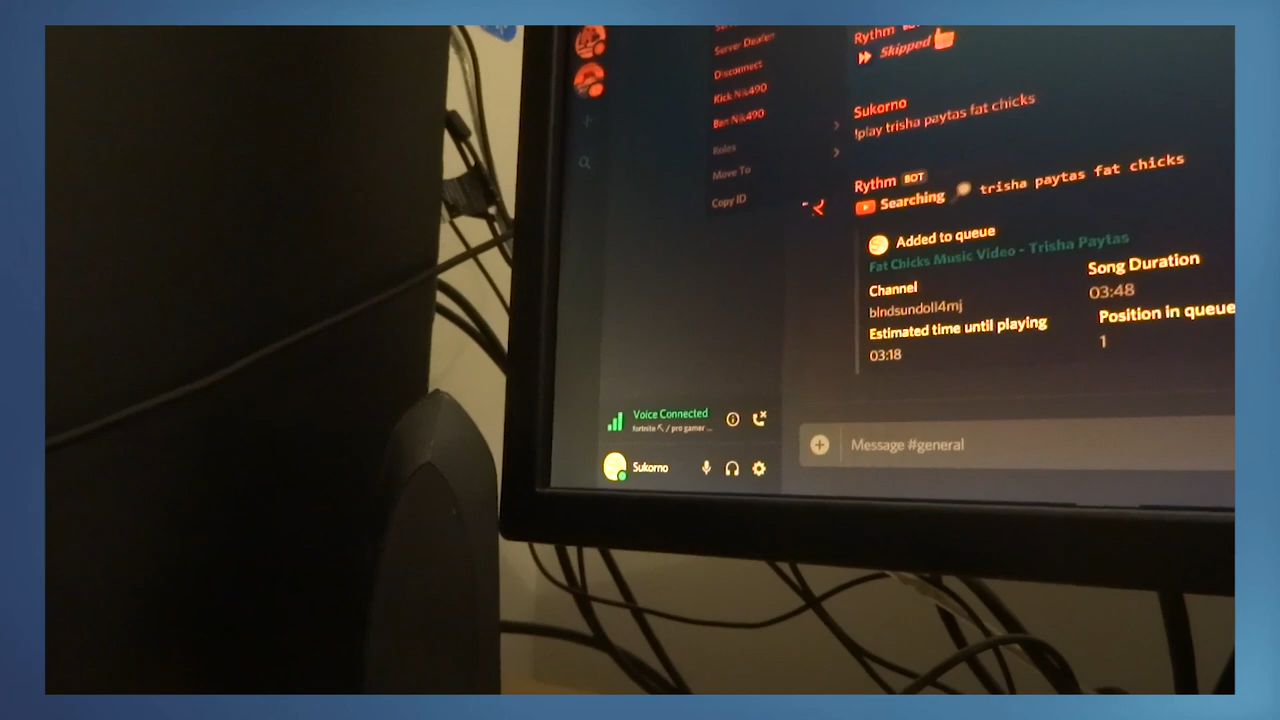 Server Deafen
Disconnect
Kick Nik490
Ban Nik490
Roles
Move To
Copy ID
Rythm
Skipped
Sukorno
!play trisha paytas fat chicks
Rythm BOT
Searching trisha paytas fat chicks
Added to queue
Fat Chicks Music Video - Trisha Paytas
Channel
blndsundoll4mj
Song Duration
03:48
Estimated time until playing
03:18
Position in queue
1
Voice Connected
fortnite / pro gamer ...
Sukorno
Message #general